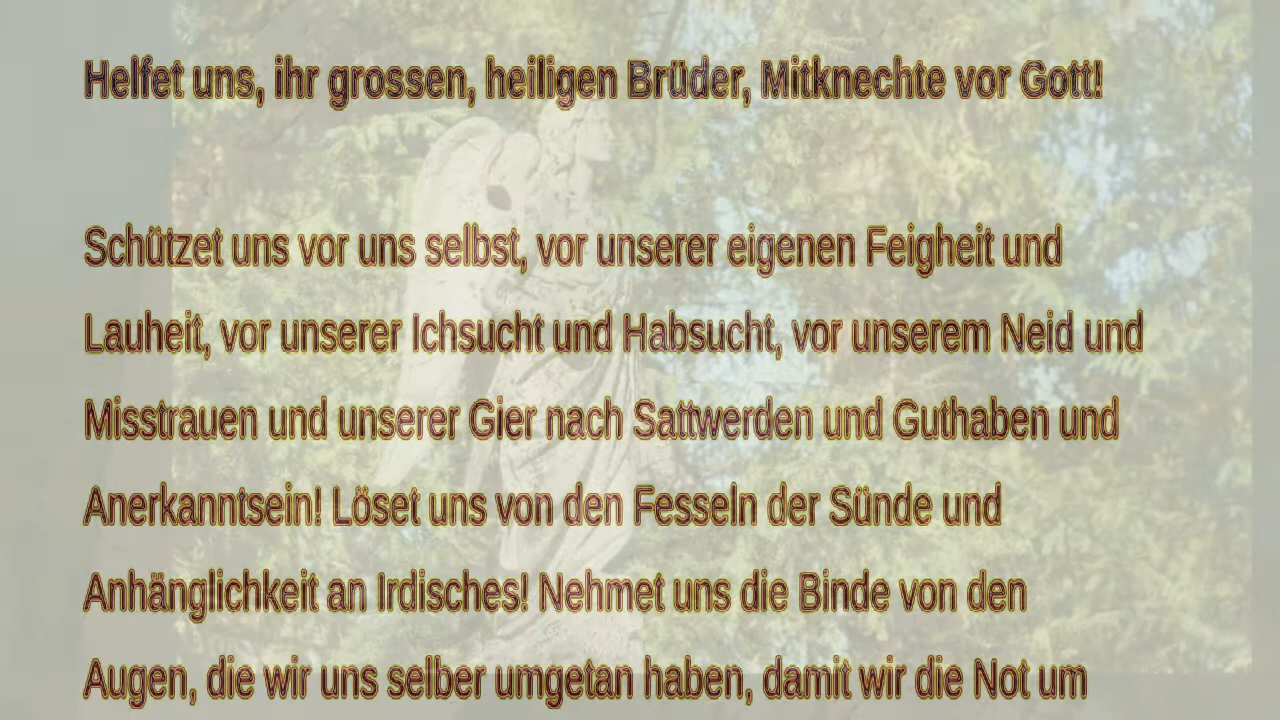 Helfet uns, ihr grossen, heiligen Brüder, Mitknechte vor Gott!
Schützet uns vor uns selbst, vor unserer eigenen Feigheit und
Lauheit, vor unserer Ichsucht und Habsucht, vor unserem Neid und
Misstrauen und unserer Gier nach Sattwerden und Guthaben und
Anerkanntsein! Löset uns von den Fesseln der Sünde und
Anhänglichkeit an Irdisches! Nehmet uns die Binde von den
Augen, die wir uns selber umgetan haben, damit wir die Not um